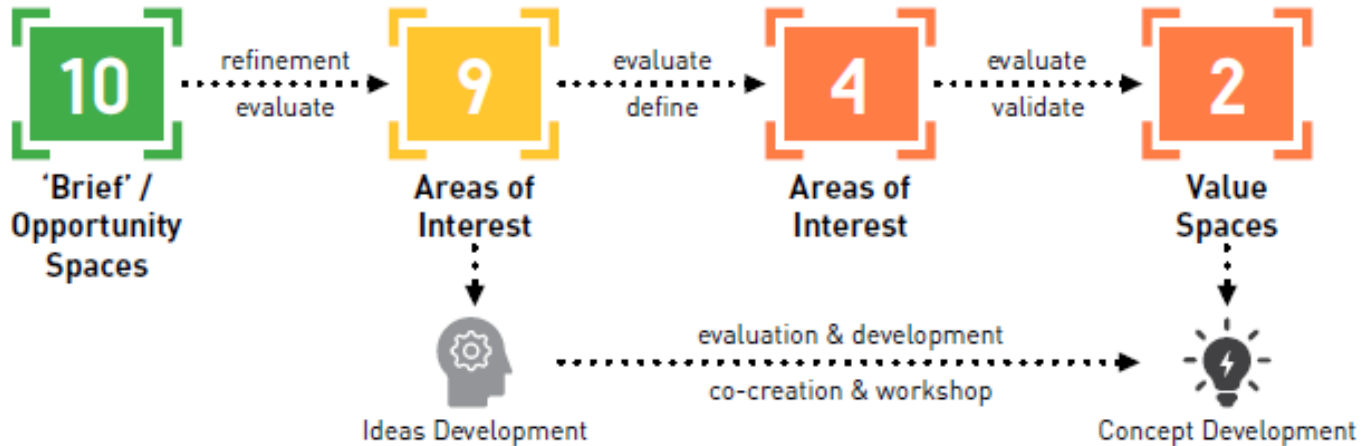 10
refinement
evaluate
9
evaluate
define
4
evaluate
validate
2
‘Brief’ /
Opportunity
Spaces
Areas of
Interest
Areas of
Interest
Value
Spaces
evaluation & development
co-creation & workshop
Ideas Development
Concept Development